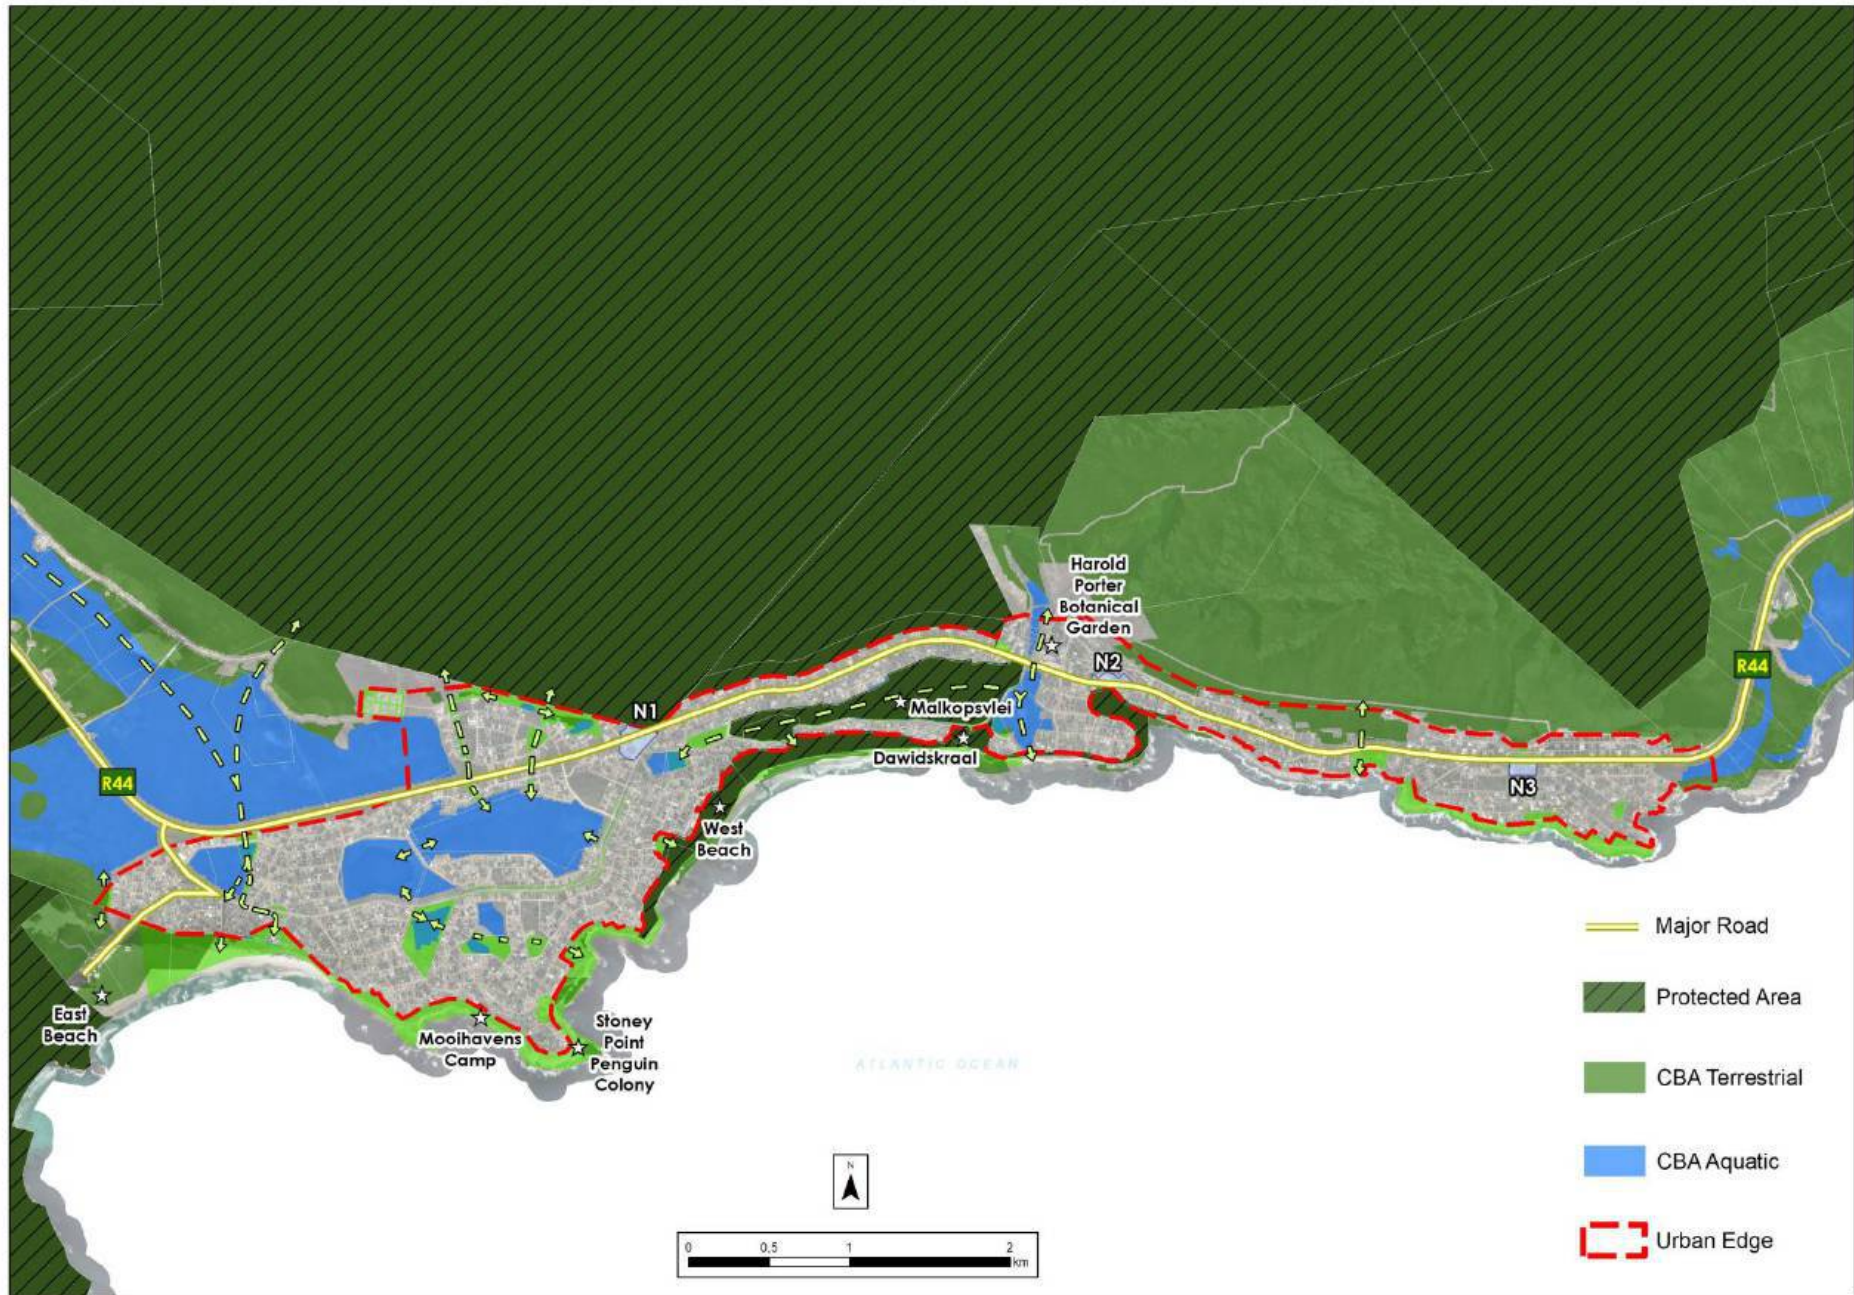 Harold
Porter
Botanical
Garden
N2
R44
N1
Malkopsvlei
Dawidskraal
R44
N3
West
Beach
East
Beach
Mooihavens
Camp
Stoney
Point
Penguin
Colony
ATLANTIC OCEAN
Major Road
Protected Area
CBA Terrestrial
CBA Aquatic
Urban Edge
N
0 0.5 1 2
km